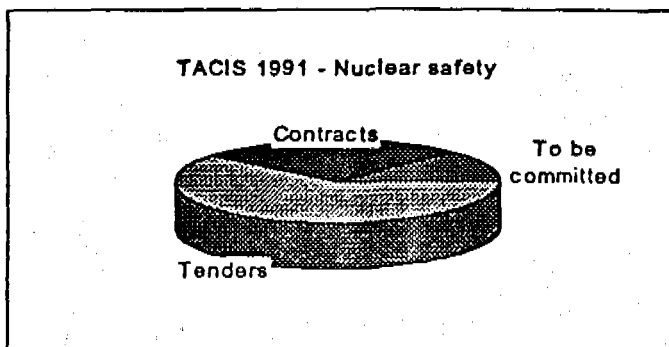 TACIS 1991 - Nuclear safety
Contracts
To be
committed
Tenders